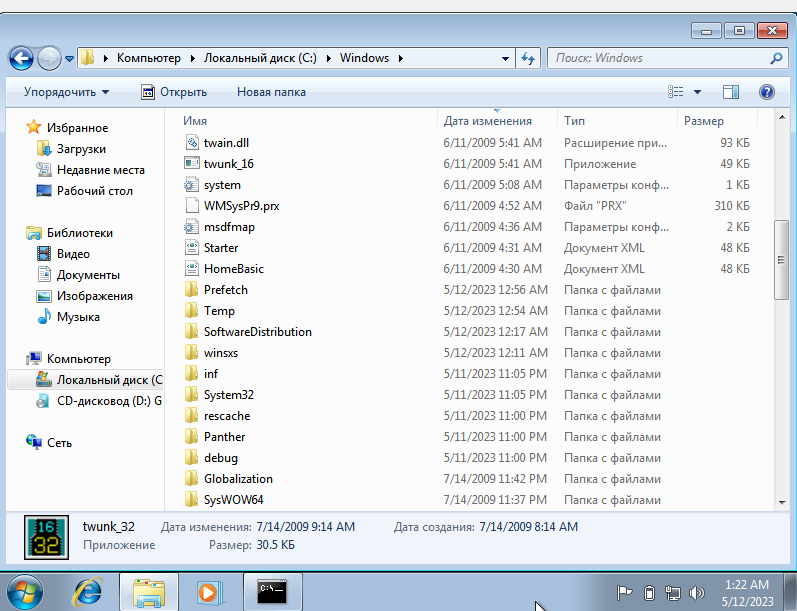 Компьютер Локальный диск (C:) Windows
Поиск: Windows
Упорядочить Открыть Новая папка
Избранное
Загрузки
Недавние места
Рабочий стол
Библиотеки
Видео
Документы
Изображения
Музыка
Компьютер
Локальный диск (C
CD-дисковод (D:) G
Сеть
Имя Дата изменения Тип Размер
twain.dll 6/11/2009 5:41 AM Расширение при... 93 КБ
twunk_16 6/11/2009 5:41 AM Приложение 49 КБ
system 6/11/2009 5:08 AM Параметры конф... 1 КБ
WMSysPr9.prx 6/11/2009 4:52 AM Файл "PRX" 310 КБ
msdfmap 6/11/2009 4:36 AM Параметры конф... 2 КБ
Starter 6/11/2009 4:31 AM Документ XML 48 КБ
HomeBasic 6/11/2009 4:30 AM Документ XML 48 КБ
Prefetch 5/12/2023 12:56 AM Папка с файлами
Temp 5/12/2023 12:54 AM Папка с файлами
SoftwareDistribution 5/12/2023 12:17 AM Папка с файлами
winsxs 5/12/2023 12:11 AM Папка с файлами
inf 5/11/2023 11:05 PM Папка с файлами
System32 5/11/2023 11:05 PM Папка с файлами
rescache 5/11/2023 11:00 PM Папка с файлами
Panther 5/11/2023 11:00 PM Папка с файлами
debug 5/11/2023 11:00 PM Папка с файлами
Globalization 7/14/2009 11:42 PM Папка с файлами
SysWOW64 7/14/2009 11:37 PM Папка с файлами
16
32
twunk_32 Дата изменения: 7/14/2009 9:14 AM Дата создания: 7/14/2009 8:14 AM
Приложение Размер: 30.5 КБ
C:\_
1:22 AM
5/12/2023